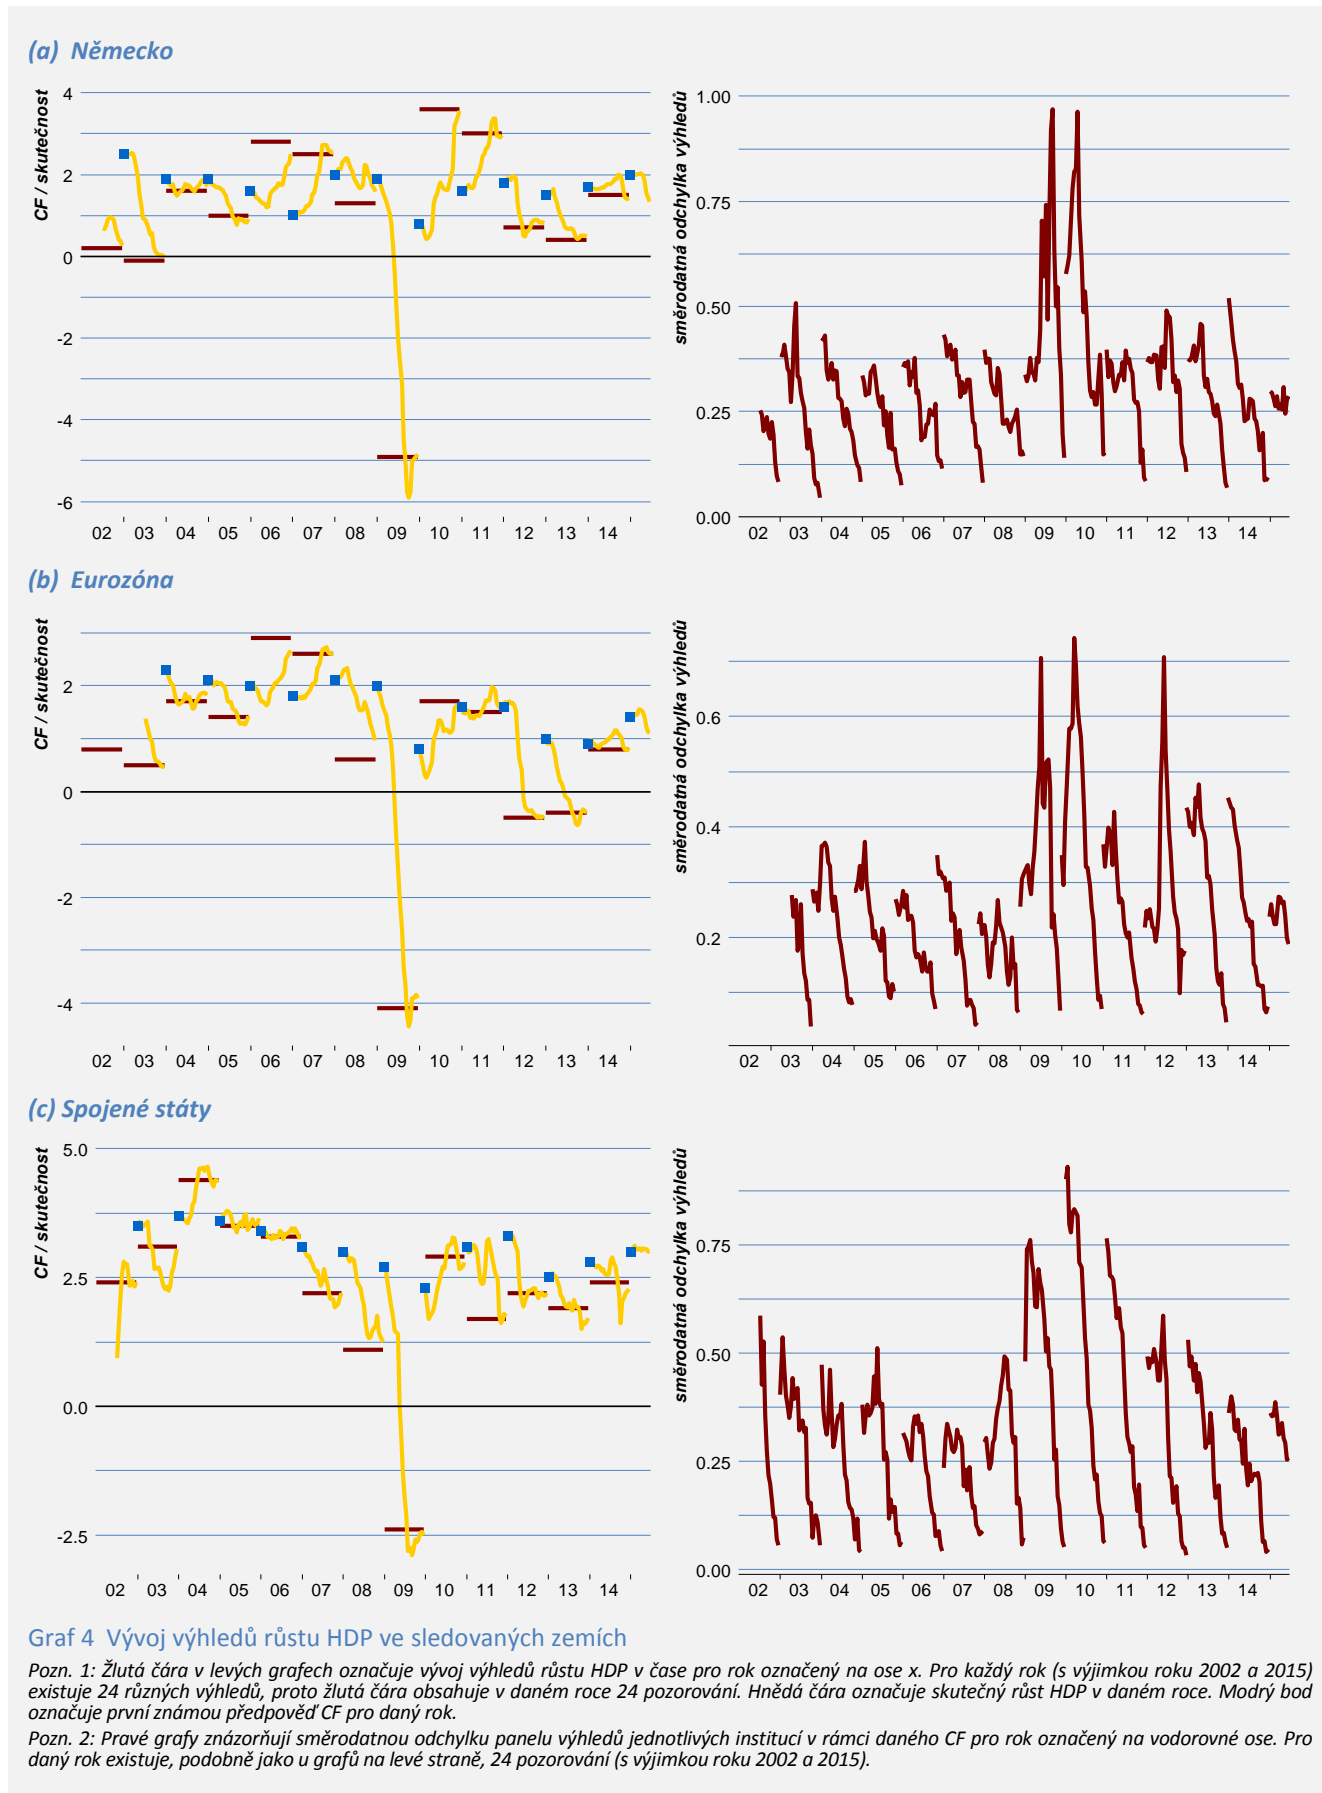 (a) Německo
CF / skutečnost
4
2
0
-2
-4
-6
02 03 04 05 06 07 08 09 10 11 12 13 14
směrodatná odchylka výhledů
1.00
0.75
0.50
0.25
0.00
02 03 04 05 06 07 08 09 10 11 12 13 14
(b) Eurozóna
CF / skutečnost
2
0
-2
-4
02 03 04 05 06 07 08 09 10 11 12 13 14
směrodatná odchylka výhledů
0.6
0.4
0.2
02 03 04 05 06 07 08 09 10 11 12 13 14
(c) Spojené státy
CF / skutečnost
5.0
2.5
0.0
-2.5
02 03 04 05 06 07 08 09 10 11 12 13 14
směrodatná odchylka výhledů
0.75
0.50
0.25
0.00
02 03 04 05 06 07 08 09 10 11 12 13 14
Graf 4 Vývoj výhledů růstu HDP ve sledovaných zemích
Pozn. 1: Žlutá čára v levých grafech označuje vývoj výhledů růstu HDP v čase pro rok označený na ose x. Pro každý rok (s výjimkou roku 2002 a 2015)
existuje 24 různých výhledů, proto žlutá čára obsahuje v daném roce 24 pozorování. Hnědá čára označuje skutečný růst HDP v daném roce. Modrý bod
označuje první známou předpověď CF pro daný rok.
Pozn. 2: Pravé grafy znázorňují směrodatnou odchylku panelu výhledů jednotlivých institucí v rámci daného CF pro rok označený na vodorovné ose. Pro
daný rok existuje, podobně jako u grafů na levé straně, 24 pozorování (s výjimkou roku 2002 a 2015).